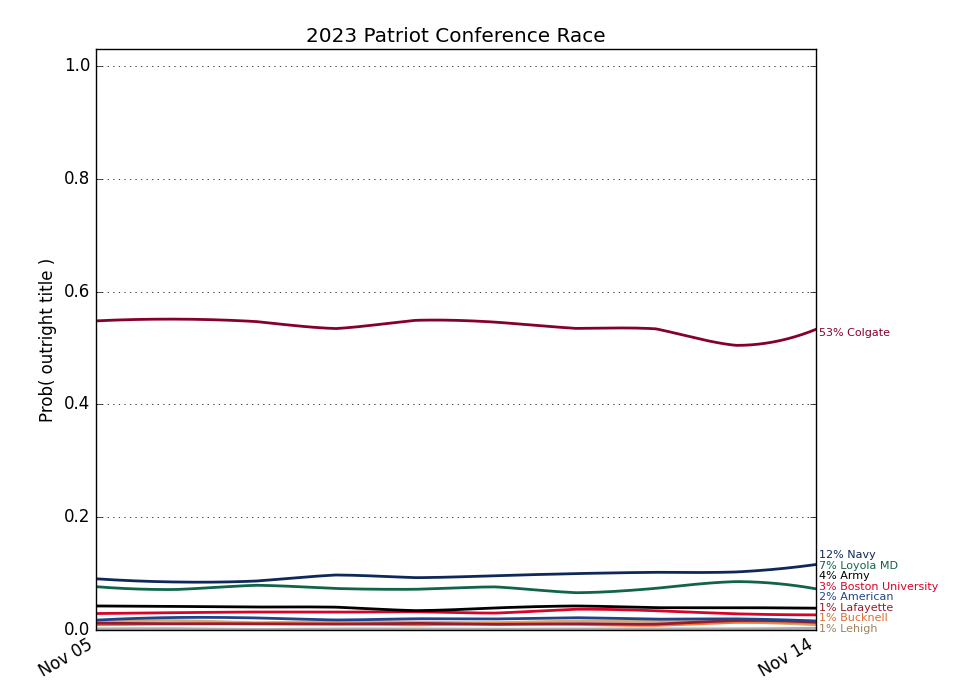 2023 Patriot Conference Race
Prob( outright title )
1.0
0.8
0.6
0.4
0.2
0.0
Nov 05
Nov 14
53% Colgate
12% Navy
7% Loyola MD
4% Army
3% Boston University
2% American
1% Lafayette
1% Bucknell
1% Lehigh